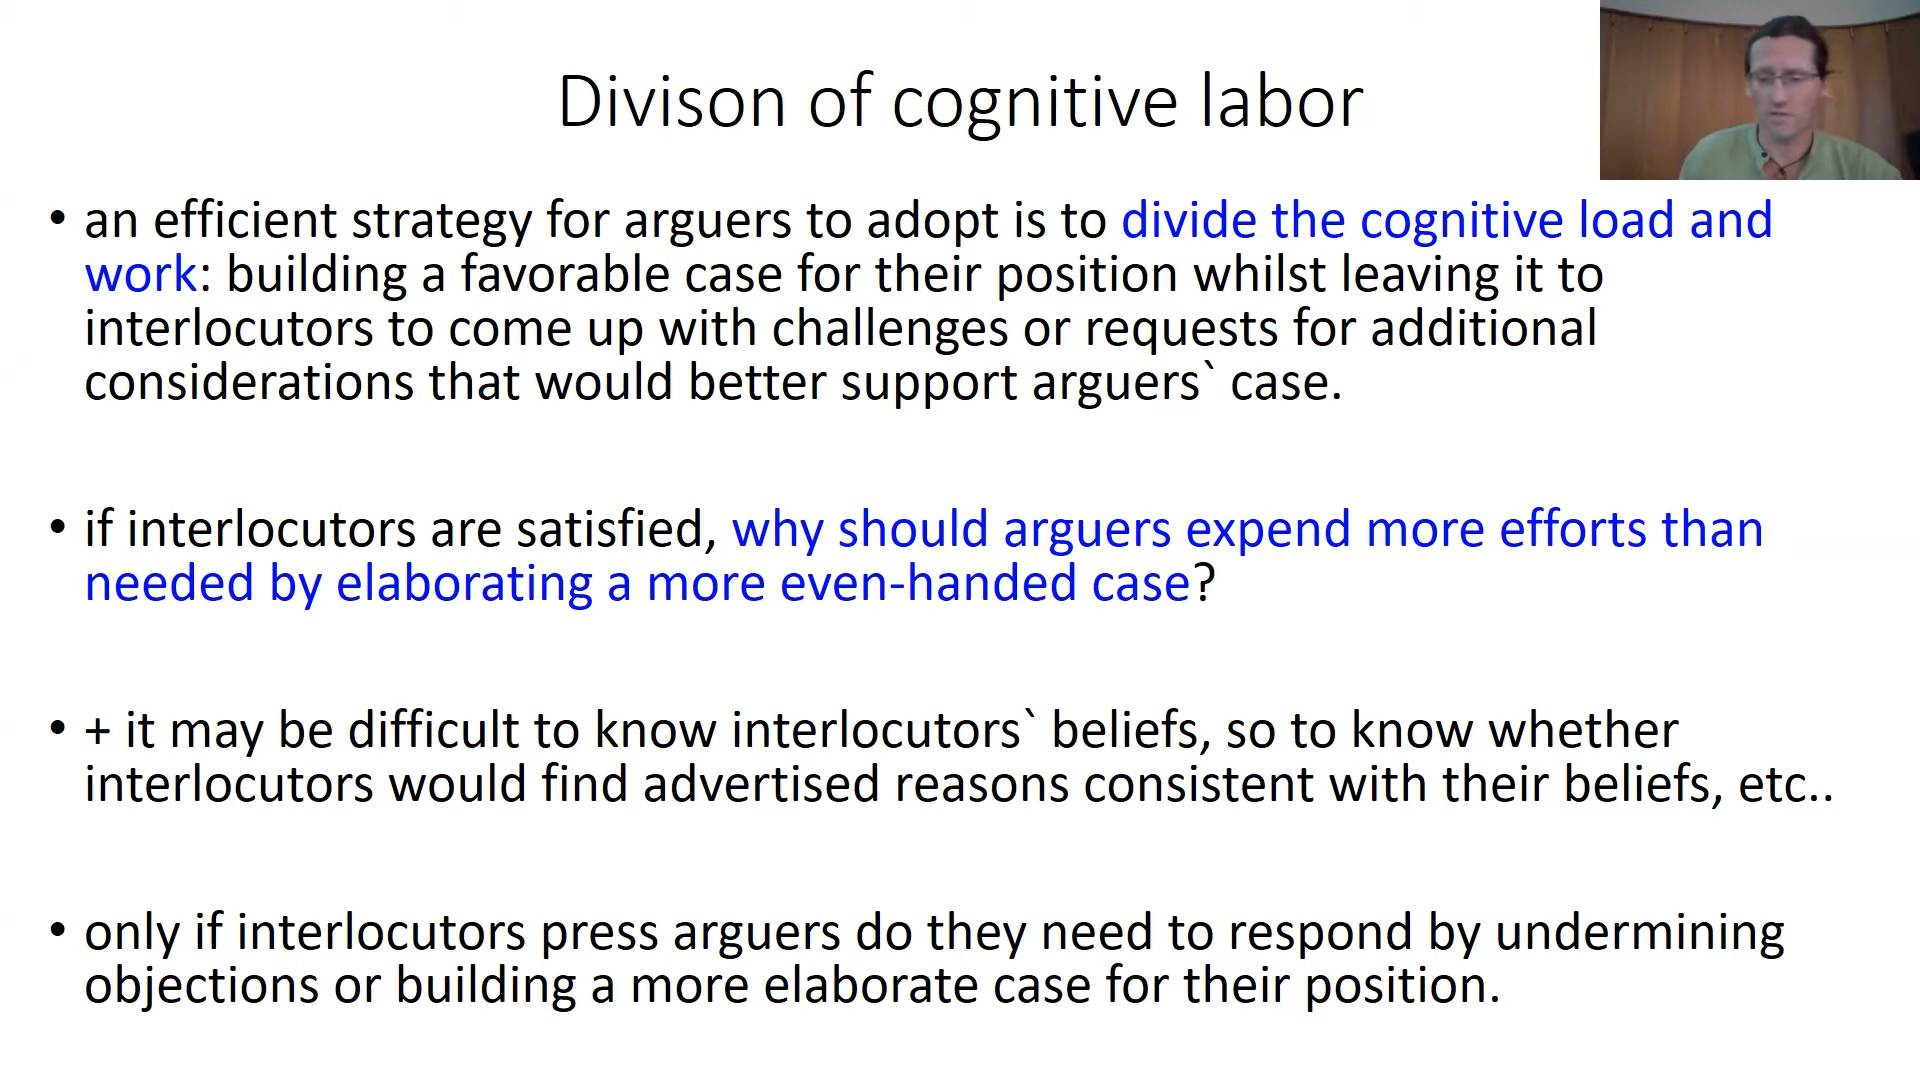 Divison of cognitive labor
• an efficient strategy for arguers to adopt is to divide the cognitive load and
work: building a favorable case for their position whilst leaving it to
interlocutors to come up with challenges or requests for additional
considerations that would better support arguers` case.
• if interlocutors are satisfied, why should arguers expend more efforts than
needed by elaborating a more even-handed case?
• + it may be difficult to know interlocutors` beliefs, so to know whether
interlocutors would find advertised reasons consistent with their beliefs, etc..
• only if interlocutors press arguers do they need to respond by undermining
objections or building a more elaborate case for their position.